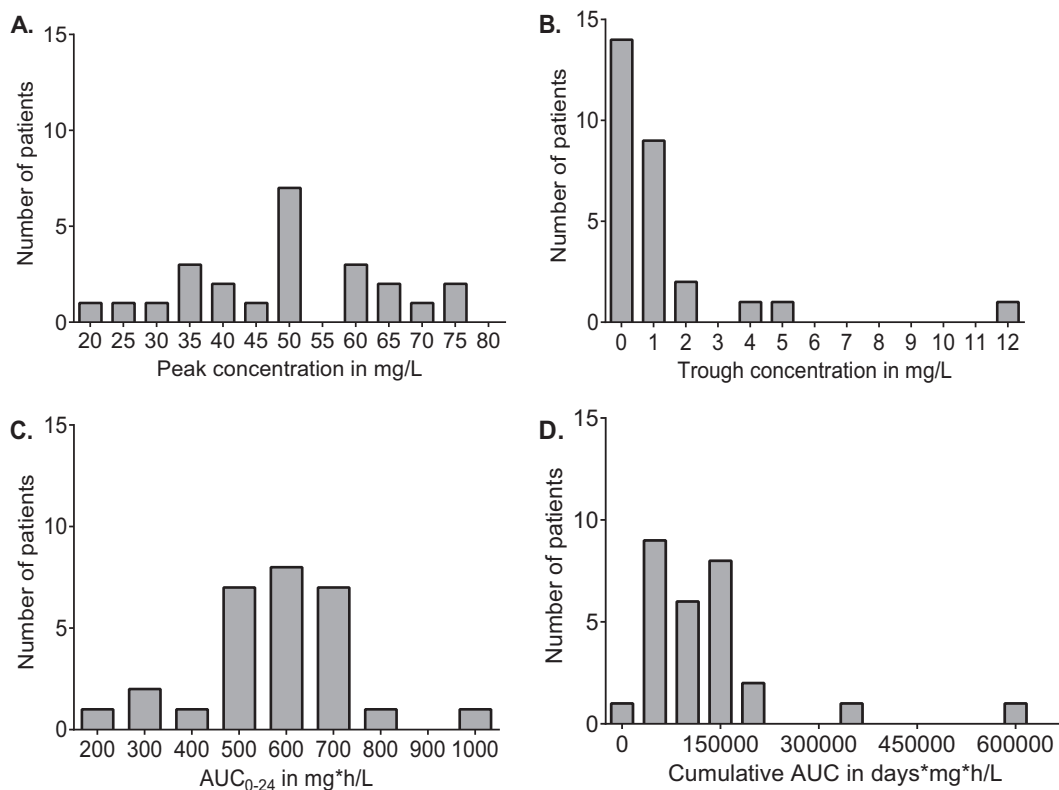 A.
15
10
5
0
Number of patients
20 25 30 35 40 45 50 55 60 65 70 75 80
Peak concentration in mg/L
B.
15
10
5
0
Number of patients
0 1 2 3 4 5 6 7 8 9 10 11 12
Trough concentration in mg/L
C.
15
10
5
0
Number of patients
200 300 400 500 600 700 800 900 1000
AUC₀₋₂₄ in mg*h/L
D.
15
10
5
0
Number of patients
0 150000 300000 450000 600000
Cumulative AUC in days*mg*h/L